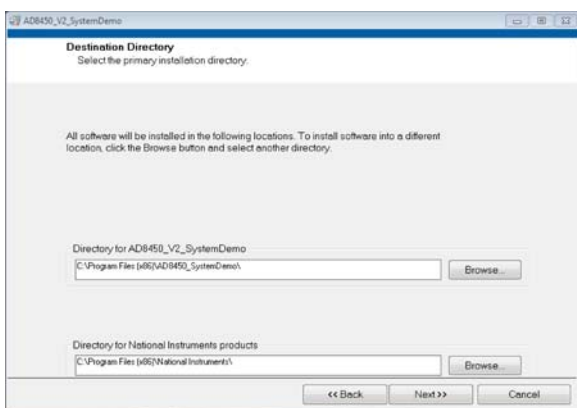 AD8450_V2_SystemDemo
Destination Directory
Select the primary installation directory.
All software will be installed in the following locations. To install software into a different
location, click the Browse button and select another directory.
Directory for AD8450_V2_SystemDemo
C:\Program Files (x86)\AD8450_SystemDemo\
Browse...
Directory for National Instruments products
C:\Program Files (x86)\National Instruments\
Browse...
<< Back
Next >>
Cancel